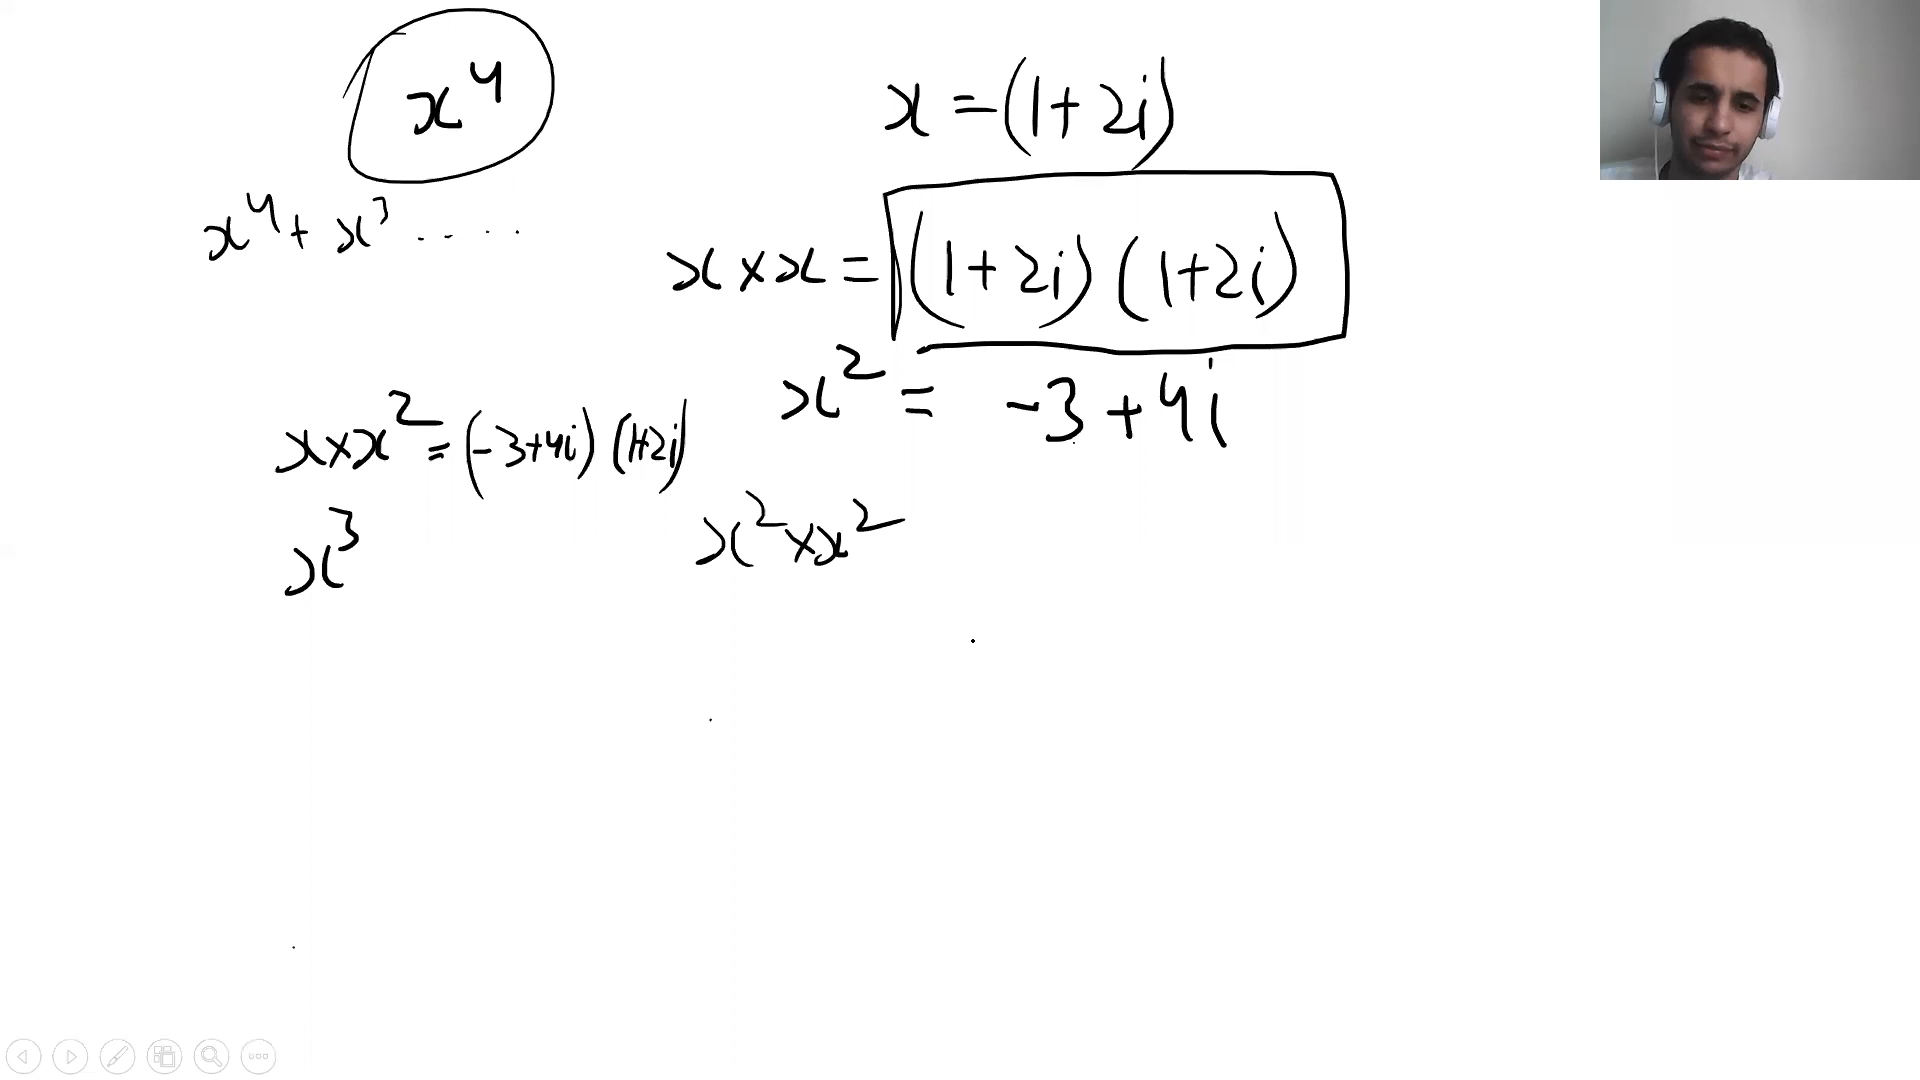 x⁴
x = (1 + 2i)
x⁴ + x³ .....
x × x = (1 + 2i) (1 + 2i)
x² = -3 + 4i
x × x² = (-3+4i) (1+2i)
x³
x² × x²